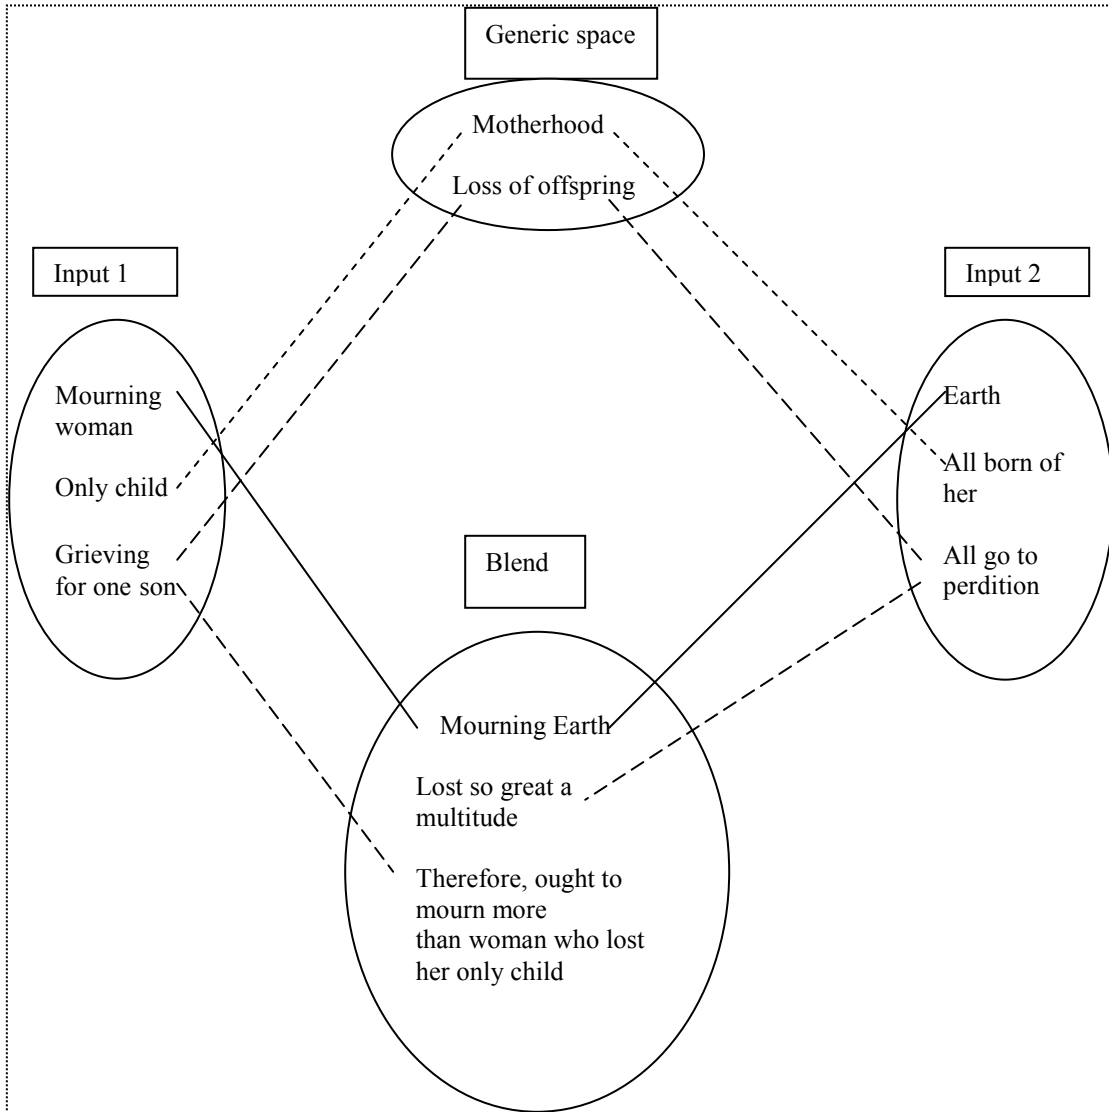 Generic space
Motherhood
Loss of offspring
Input 1
Input 2
Mourning
woman
Only child
Grieving
for one son
Earth
All born of
her
All go to
perdition
Blend
Mourning Earth
Lost so great a
multitude
Therefore, ought to
mourn more
than woman who lost
her only child